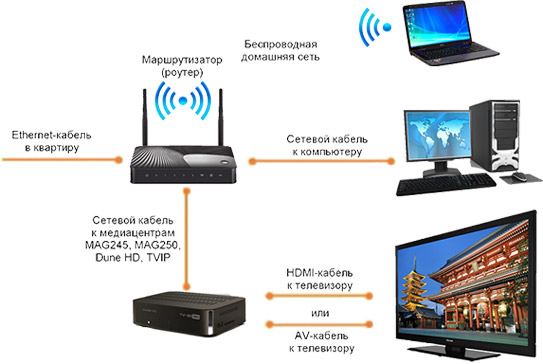 Беспроводная
домашняя сеть
Маршрутизатор
(роутер)
Ethernet-кабель
в квартиру
Сетевой кабель
к компьютеру
Сетевой кабель
к медиацентрам
MAG245, MAG250,
Dune HD, TVIP
HDMI-кабель
к телевизору
или
AV-кабель
к телевизору